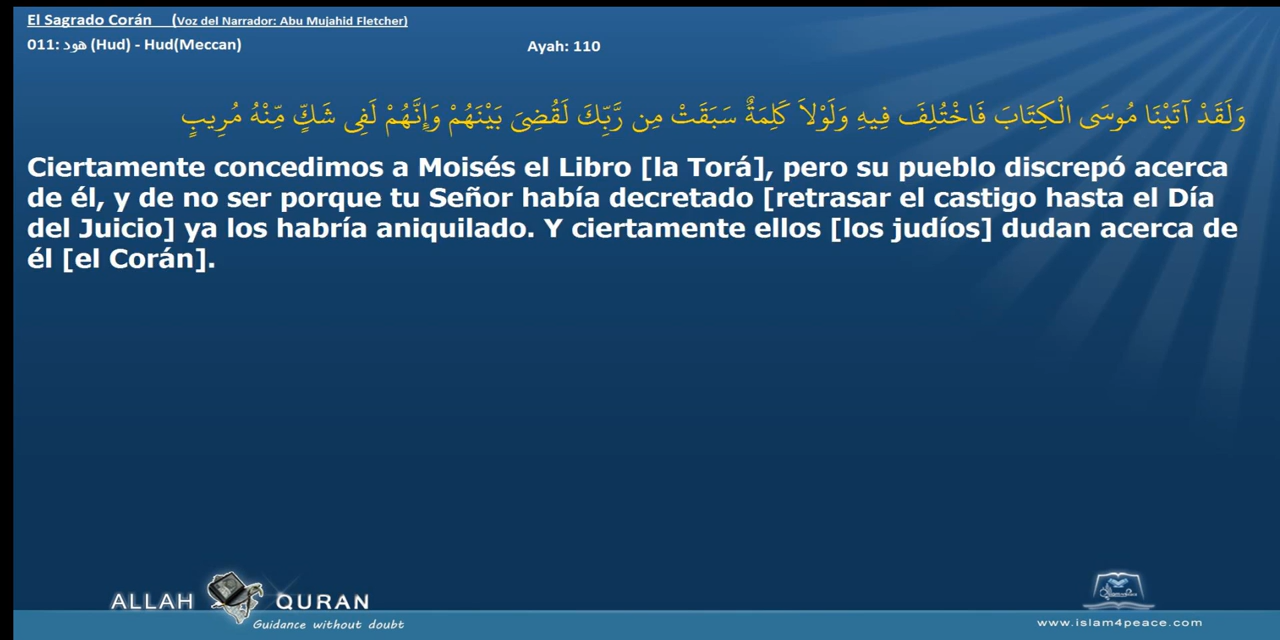 El Sagrado Corán (Voz del Narrador: Abu Mujahid Fletcher)
011: هود (Hud) - Hud(Meccan)
Ayah: 110
وَلَقَدْ آتَيْنَا مُوسَى الْكِتَابَ فَاخْتُلِفَ فِيهِ وَلَوْلاَ كَلِمَةٌ سَبَقَتْ مِن رَّبِّكَ لَقُضِىَ بَيْنَهُمْ وَإِنَّهُمْ لَفِى شَكٍّ مِّنْهُ مُرِيبٍ
Ciertamente concedimos a Moisés el Libro [la Torá], pero su pueblo discrepó acerca
de él, y de no ser porque tu Señor había decretado [retrasar el castigo hasta el Día
del Juicio] ya los habría aniquilado. Y ciertamente ellos [los judíos] dudan acerca de
él [el Corán].
ALLAH QURAN
Guidance without doubt
www.islam4peace.com